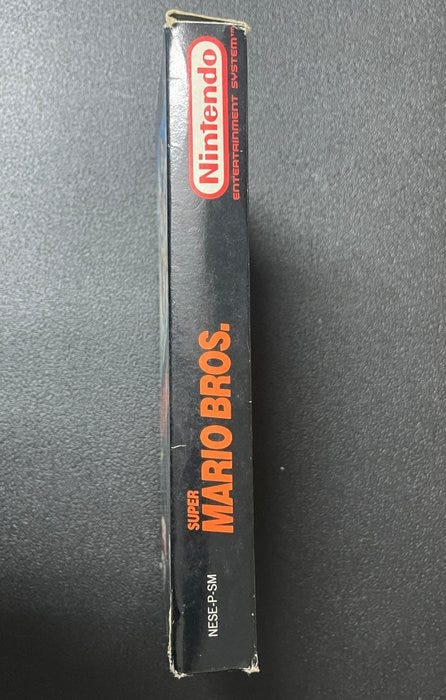 Nintendo
ENTERTAINMENT SYSTEM™
SUPER
MARIO BROS.
NESE-P-SM